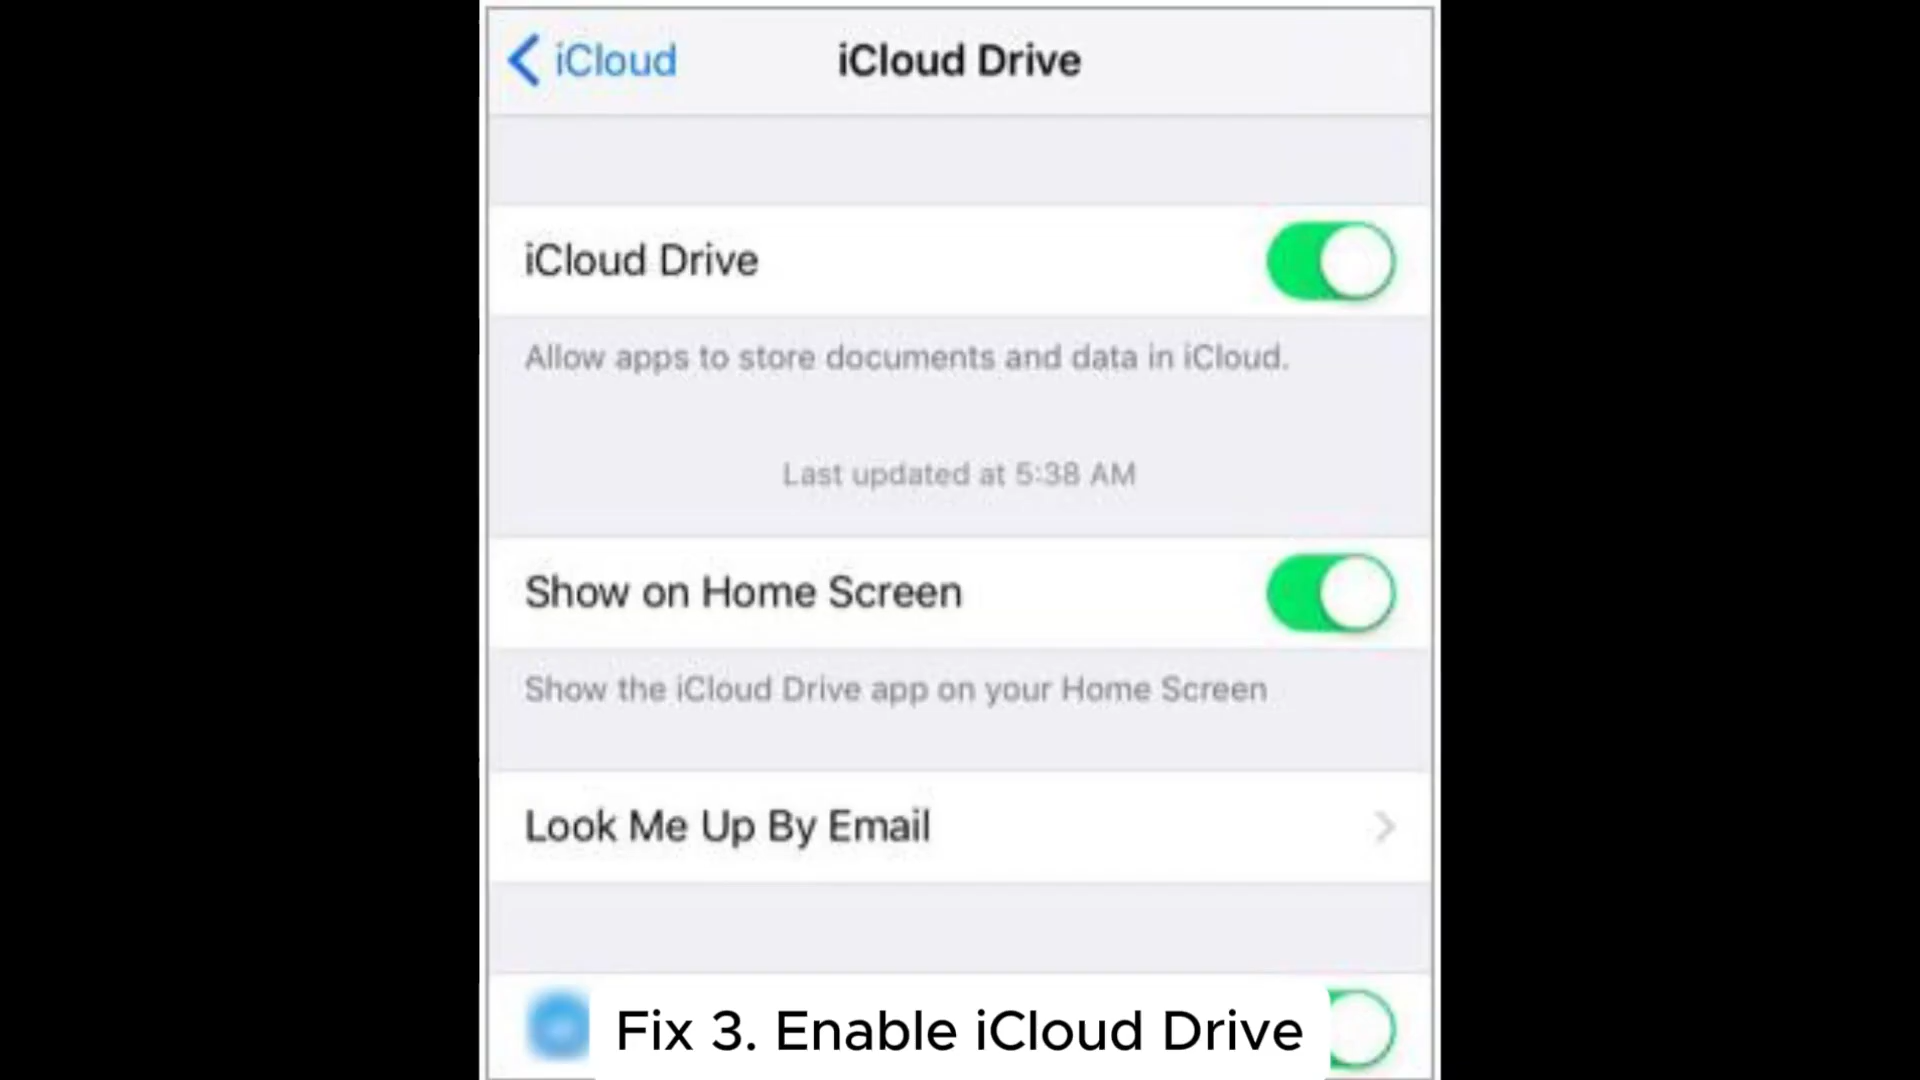 iCloud
iCloud Drive
iCloud Drive
Allow apps to store documents and data in iCloud.
Last updated at 5:38 AM
Show on Home Screen
Show the iCloud Drive app on your Home Screen
Look Me Up By Email
Fix 3. Enable iCloud Drive